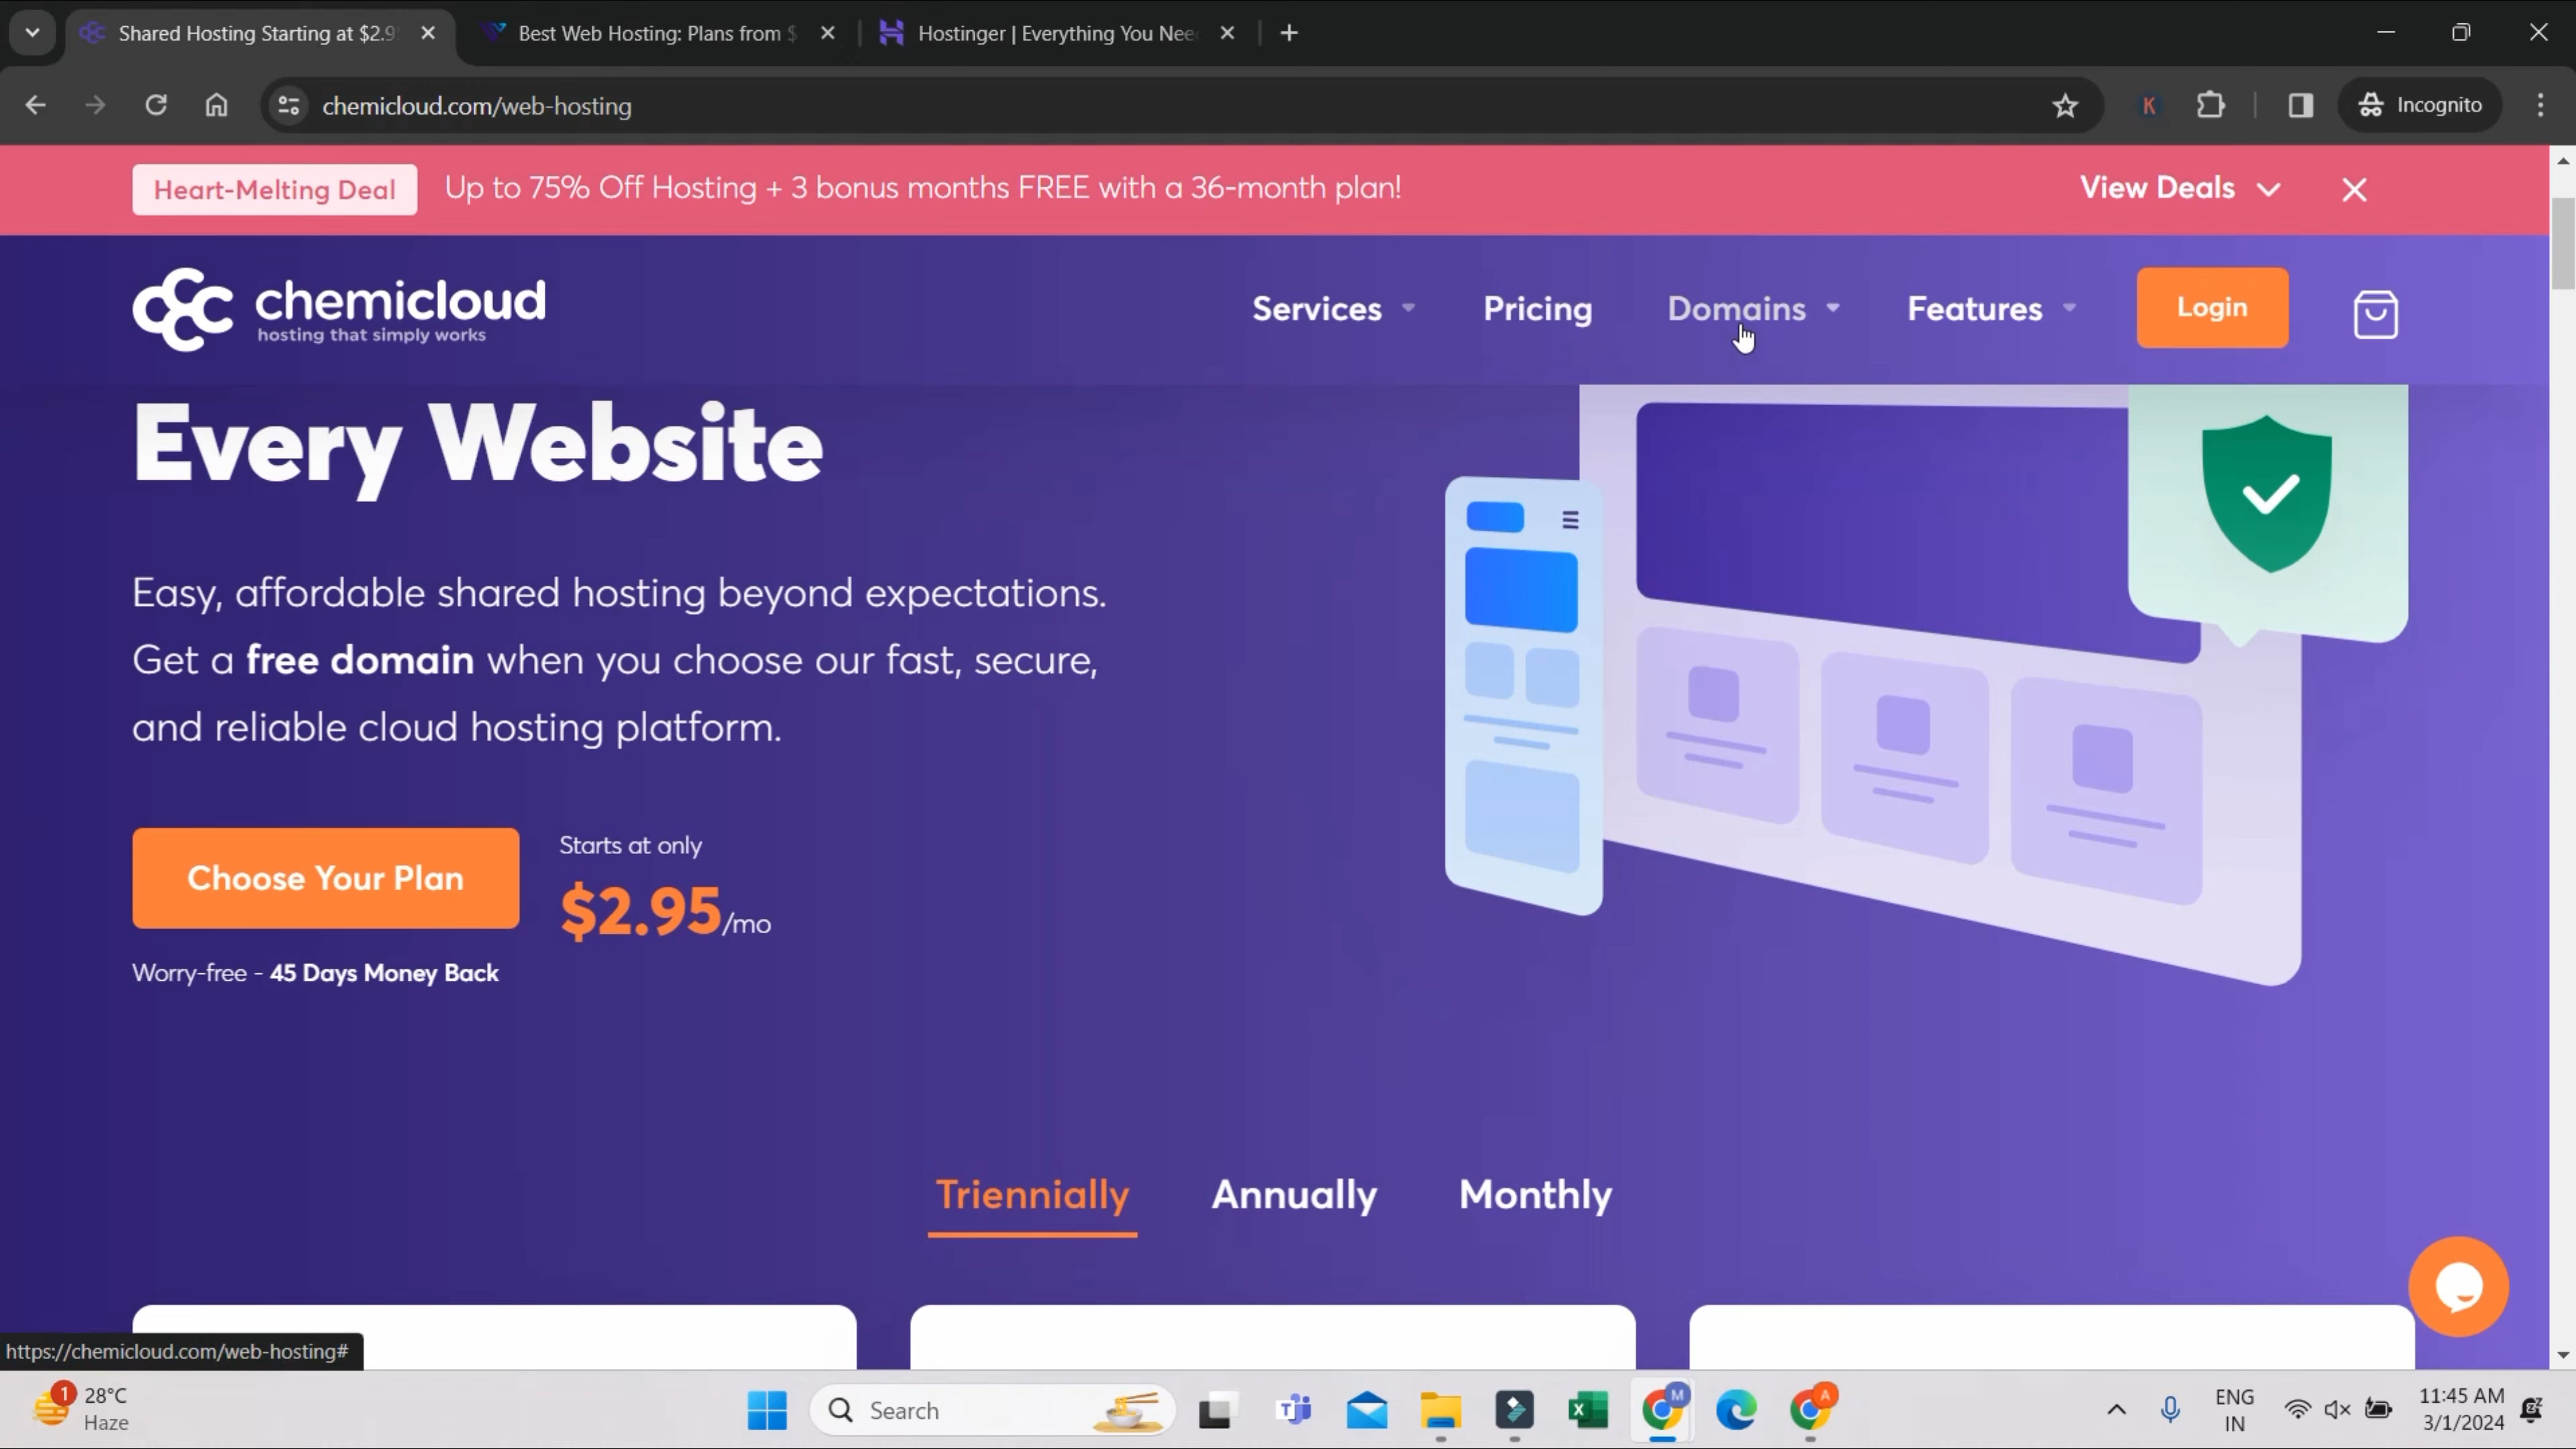 Shared Hosting Starting at $2.9
Best Web Hosting: Plans from $
Hostinger | Everything You Nee
chemicloud.com/web-hosting
K
Incognito
Heart-Melting Deal
Up to 75% Off Hosting + 3 bonus months FREE with a 36-month plan!
View Deals
chemicloud
hosting that simply works
Services
Pricing
Domains
Features
Login
Every Website
Easy, affordable shared hosting beyond expectations.
Get a free domain when you choose our fast, secure,
and reliable cloud hosting platform.
Choose Your Plan
Starts at only
$2.95/mo
Worry-free - 45 Days Money Back
Triennially
Annually
Monthly
https://chemicloud.com/web-hosting#
1
28°C
Haze
Search
M
A
ENG
IN
11:45 AM
3/1/2024